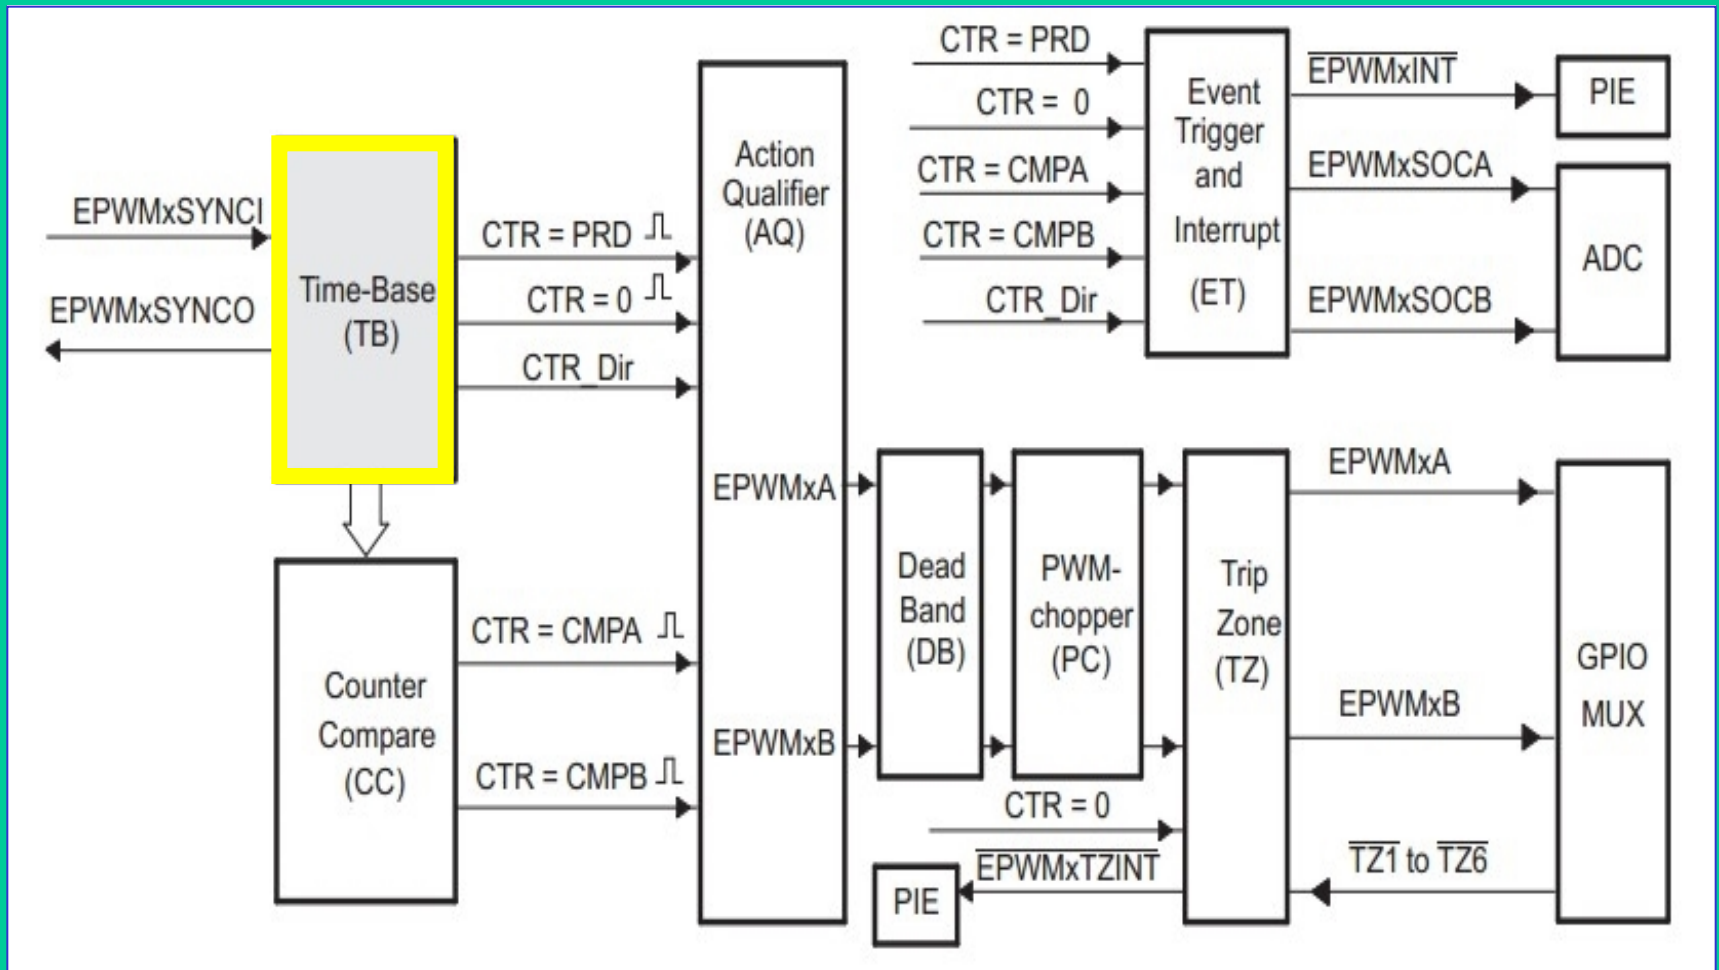 EPWMxSYNCI
EPWMxSYNCO
Time-Base
(TB)
CTR = PRD
CTR = 0
CTR_Dir
Counter
Compare
(CC)
CTR = CMPA
CTR = CMPB
Action
Qualifier
(AQ)
EPWMxA
EPWMxB
CTR = PRD
CTR = 0
CTR = CMPA
CTR = CMPB
CTR_Dir
Event
Trigger
and
Interrupt
(ET)
EPWMxINT
EPWMxSOCA
EPWMxSOCB
PIE
ADC
Dead
Band
(DB)
PWM-
chopper
(PC)
Trip
Zone
(TZ)
CTR = 0
EPWMxTZINT
PIE
EPWMxA
EPWMxB
TZ1 to TZ6
GPIO
MUX